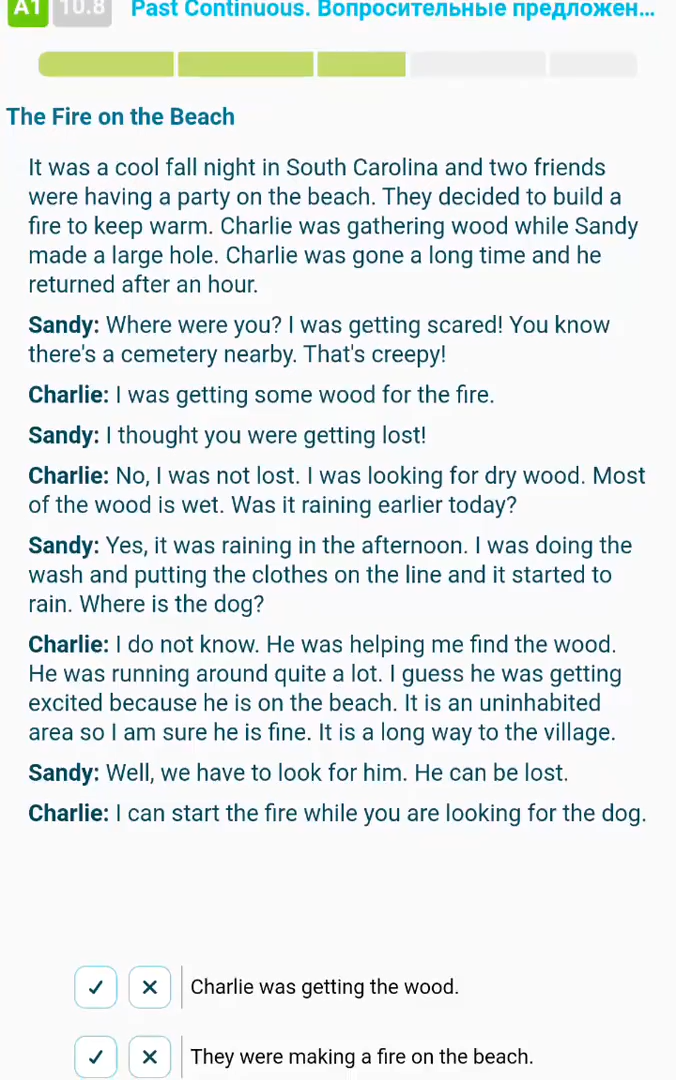 A1 10.8 Past Continuous. Вопросительные предложен...
The Fire on the Beach
It was a cool fall night in South Carolina and two friends
were having a party on the beach. They decided to build a
fire to keep warm. Charlie was gathering wood while Sandy
made a large hole. Charlie was gone a long time and he
returned after an hour.
Sandy: Where were you? I was getting scared! You know
there's a cemetery nearby. That's creepy!
Charlie: I was getting some wood for the fire.
Sandy: I thought you were getting lost!
Charlie: No, I was not lost. I was looking for dry wood. Most
of the wood is wet. Was it raining earlier today?
Sandy: Yes, it was raining in the afternoon. I was doing the
wash and putting the clothes on the line and it started to
rain. Where is the dog?
Charlie: I do not know. He was helping me find the wood.
He was running around quite a lot. I guess he was getting
excited because he is on the beach. It is an uninhabited
area so I am sure he is fine. It is a long way to the village.
Sandy: Well, we have to look for him. He can be lost.
Charlie: I can start the fire while you are looking for the dog.
Charlie was getting the wood.
They were making a fire on the beach.